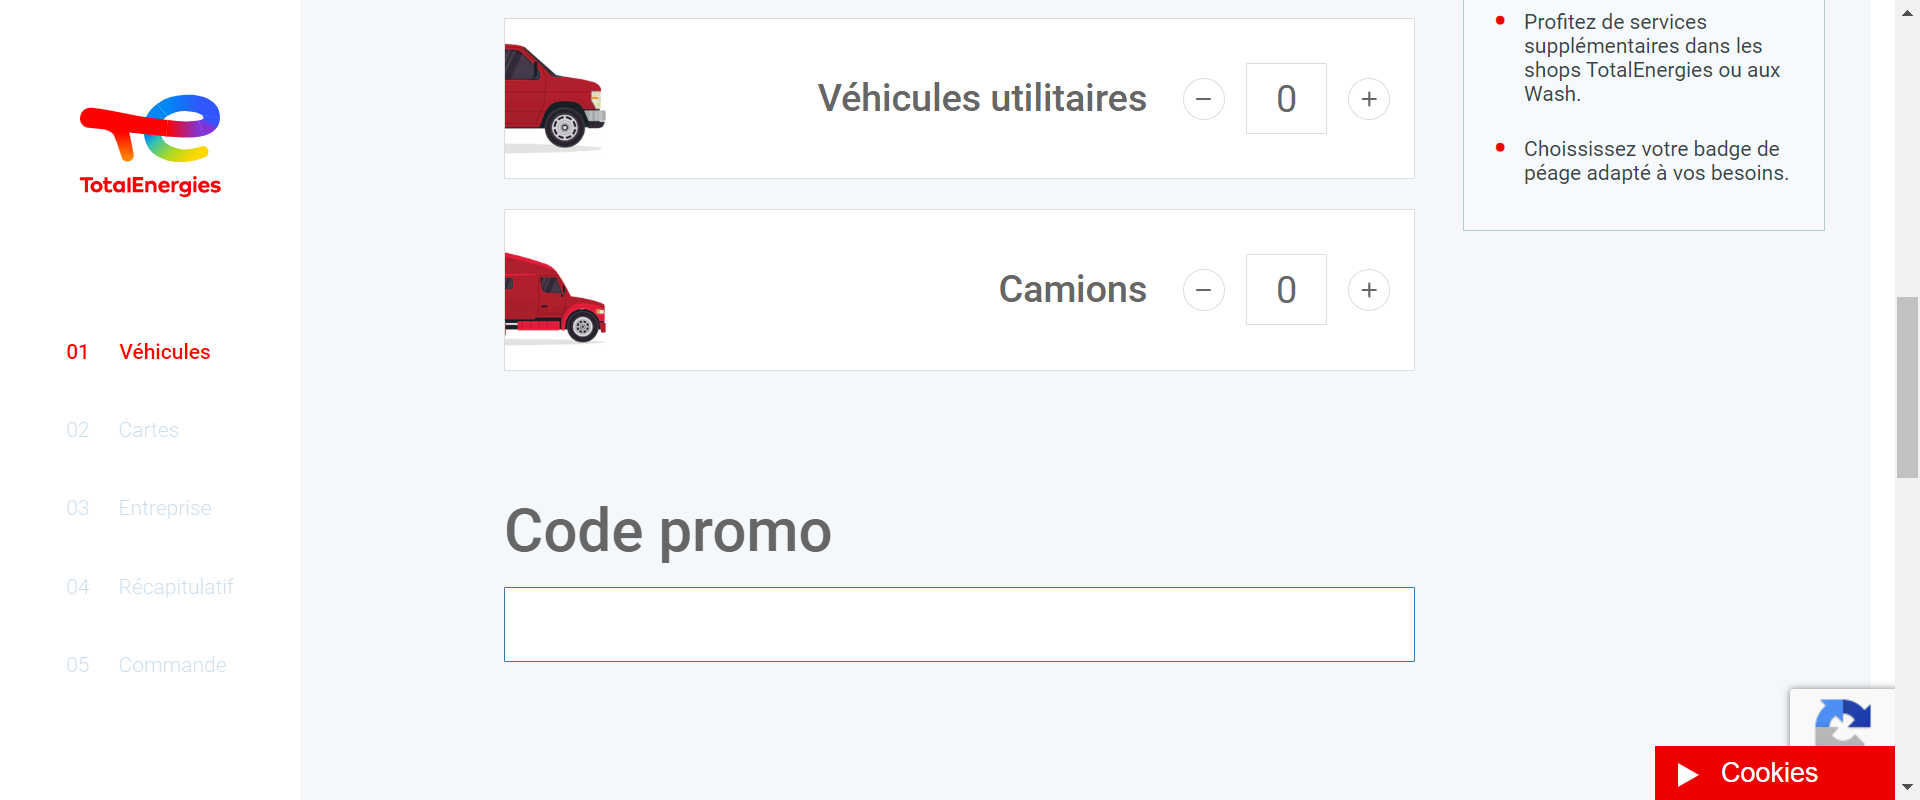 TotalEnergies
01 Véhicules
02 Cartes
03 Entreprise
04 Récapitulatif
05 Commande
Véhicules utilitaires
−
0
+
Camions
−
0
+
Code promo
Profitez de services
supplémentaires dans les
shops TotalEnergies ou aux
Wash.
Choississez votre badge de
péage adapté à vos besoins.
Cookies